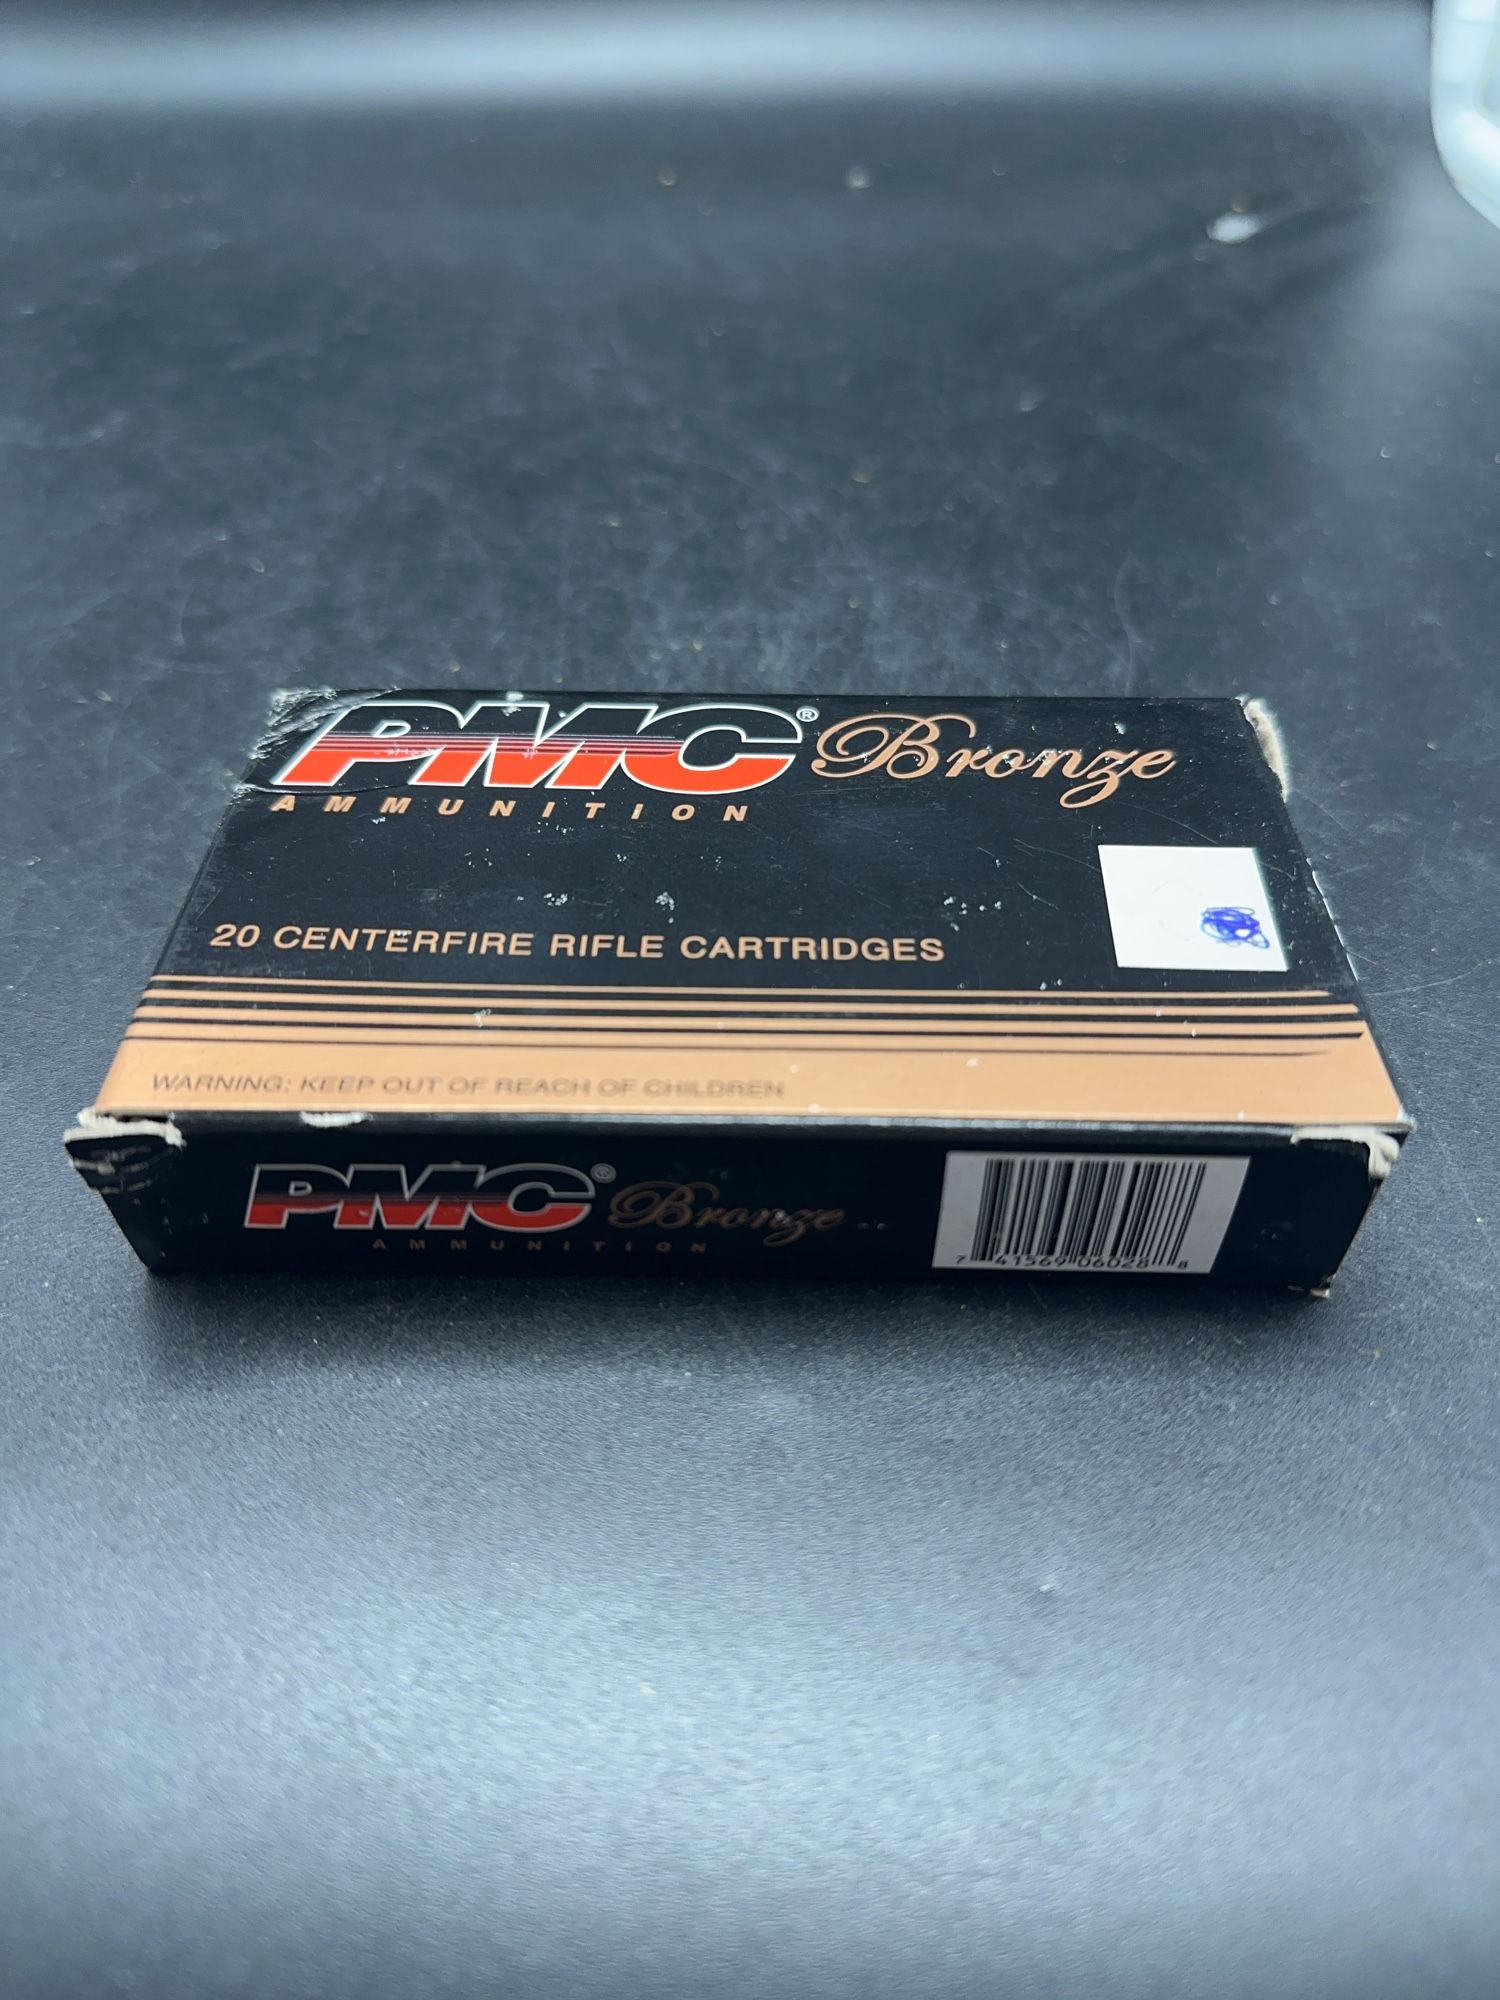 PMC® Bronze
AMMUNITION
20 CENTERFIRE RIFLE CARTRIDGES
WARNING: KEEP OUT OF REACH OF CHILDREN
PMC® Bronze
AMMUNITION
7 41569 06028 8